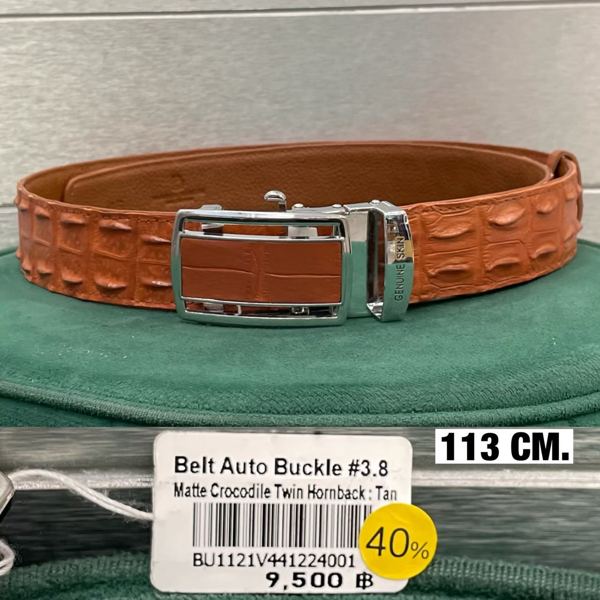 GENUINE SKIN
113 CM.
Belt Auto Buckle #3.8
Matte Crocodile Twin Hornback : Tan
40%
BU1121V441224001
9,500 ฿